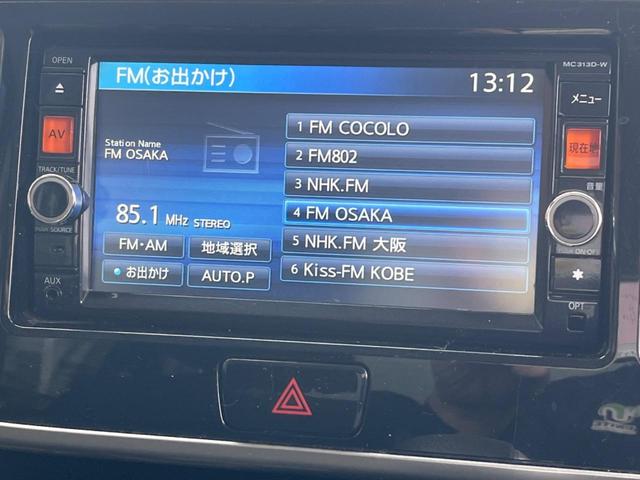 OPEN
MC313D-W
FM(お出かけ)
13:12
メニュー
AV
Station Name
FM OSAKA
1 FM COCOLO
2 FM802
3 NHK.FM
4 FM OSAKA
5 NHK.FM 大阪
6 Kiss-FM KOBE
現在地
TRACK/TUNE
音量
85.1 MHz STEREO
FM・AM
地域選択
お出かけ
AUTO.P
PUSH ON/OFF
AUX
OPT